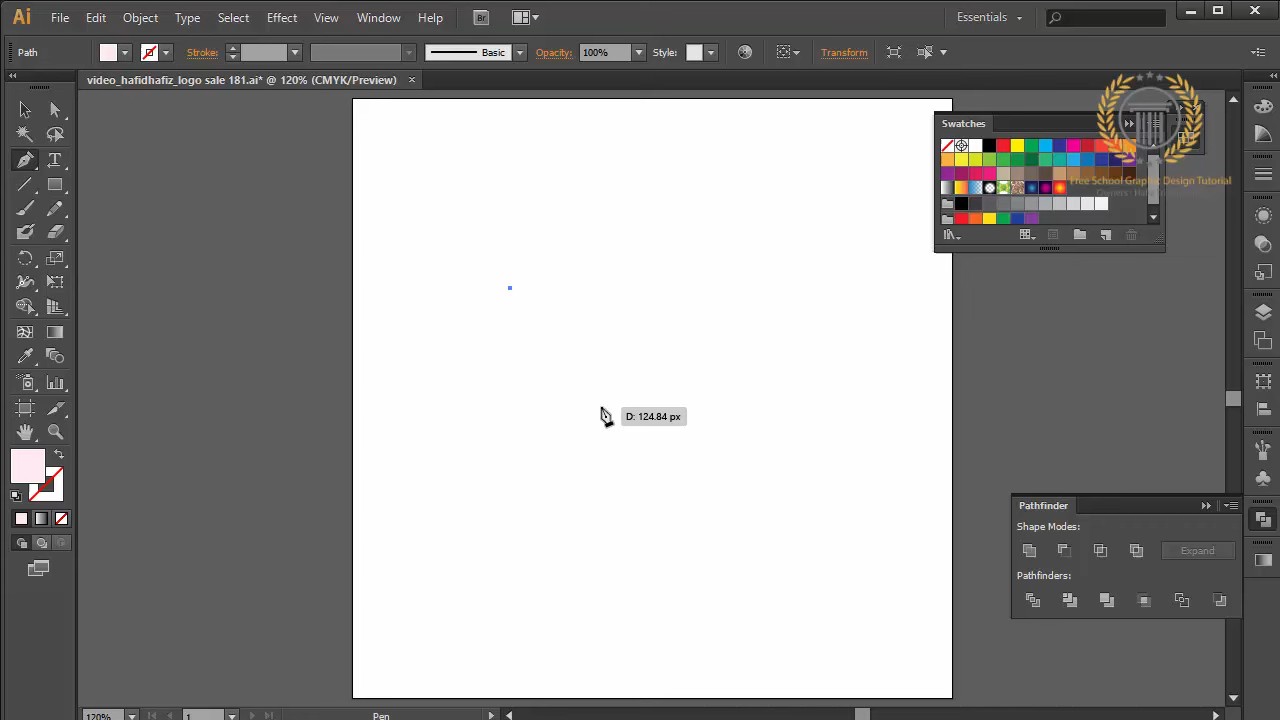 Ai File Edit Object Type Select Effect View Window Help Br Essentials
Path Stroke: Basic Opacity: 100% Style: Transform
video_hafidhafiz_logo sale 181.ai* @ 120% (CMYK/Preview)
Swatches
Free School Graphic Design Tutorial
D: 124.84 px
Pathfinder
Shape Modes:
Expand
Pathfinders:
120% 1 Pen